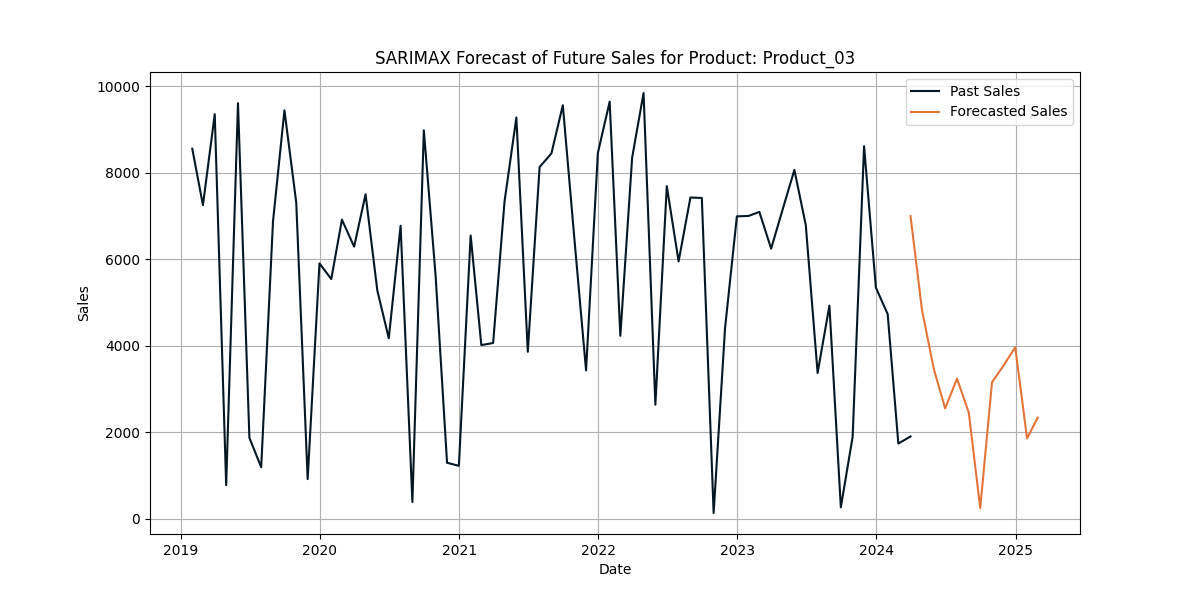 SARIMAX Forecast of Future Sales for Product: Product_03
Past Sales
Forecasted Sales
Sales
10000
8000
6000
4000
2000
0
2019 2020 2021 2022 2023 2024 2025
Date